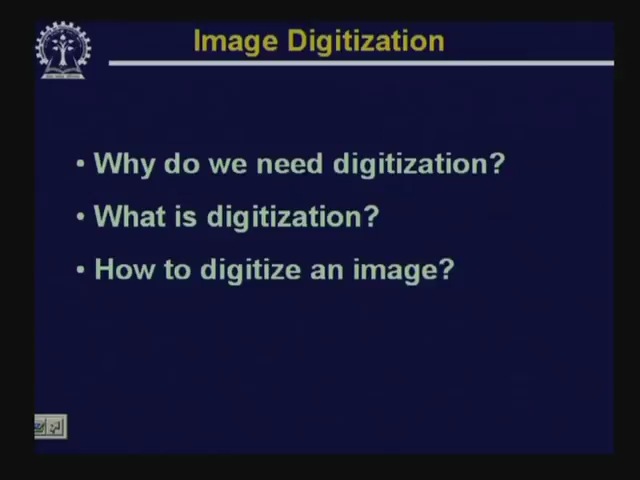 Image Digitization
• Why do we need digitization?
• What is digitization?
• How to digitize an image?